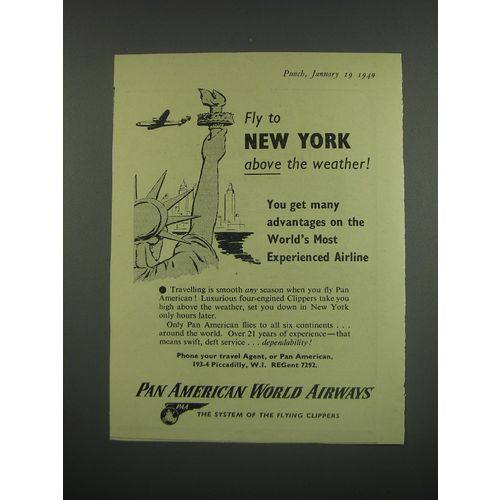 Punch, January 19 1949
Fly to
NEW YORK
above the weather!
You get many
advantages on the
World's Most
Experienced Airline
● Travelling is smooth any season when you fly Pan
American! Luxurious four-engined Clippers take you
high above the weather, set you down in New York
only hours later.
Only Pan American flies to all six continents . . .
around the world. Over 21 years of experience—that
means swift, deft service . . . dependability!
Phone your travel Agent, or Pan American,
193-4 Piccadilly, W.1. REGent 7292.
PAN AMERICAN WORLD AIRWAYS
PAA
THE SYSTEM OF THE FLYING CLIPPERS